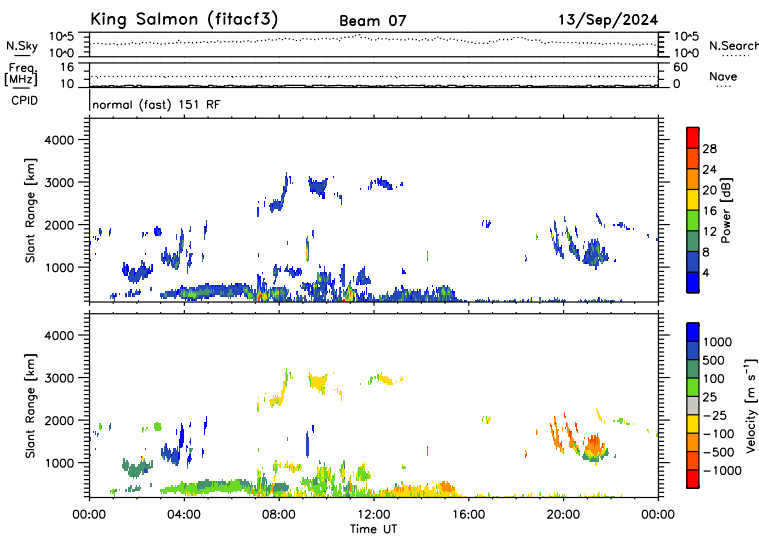 King Salmon (fitacf3) Beam 07 13/Sep/2024
N.Sky 10^5 10^5 N.Search
10^0 10^0
Freq [MHz] 16 60 Nave
10 0
CPID normal (fast) 151 RF
Slant Range [km]
4000
3000
2000
1000
Power [dB]
28
24
20
16
12
8
4
Slant Range [km]
4000
3000
2000
1000
Velocity [m s⁻¹]
1000
500
100
25
−25
−100
−500
−1000
00:00 04:00 08:00 12:00 16:00 20:00 00:00
Time UT